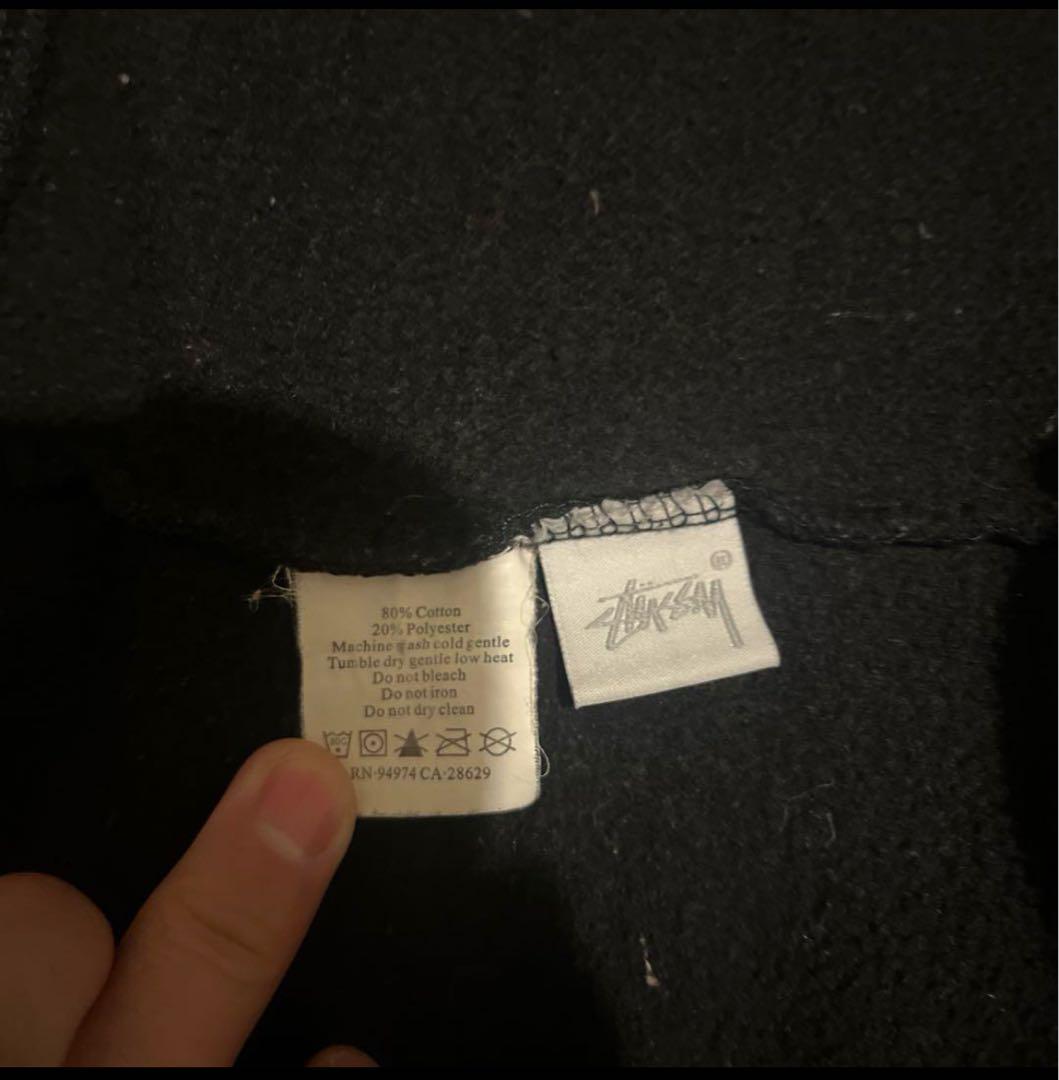 80% Cotton
20% Polyester
Machine wash cold gentle
Tumble dry gentle low heat
Do not bleach
Do not iron
Do not dry clean
30C
RN-94974 CA-28629
Stüssy ®